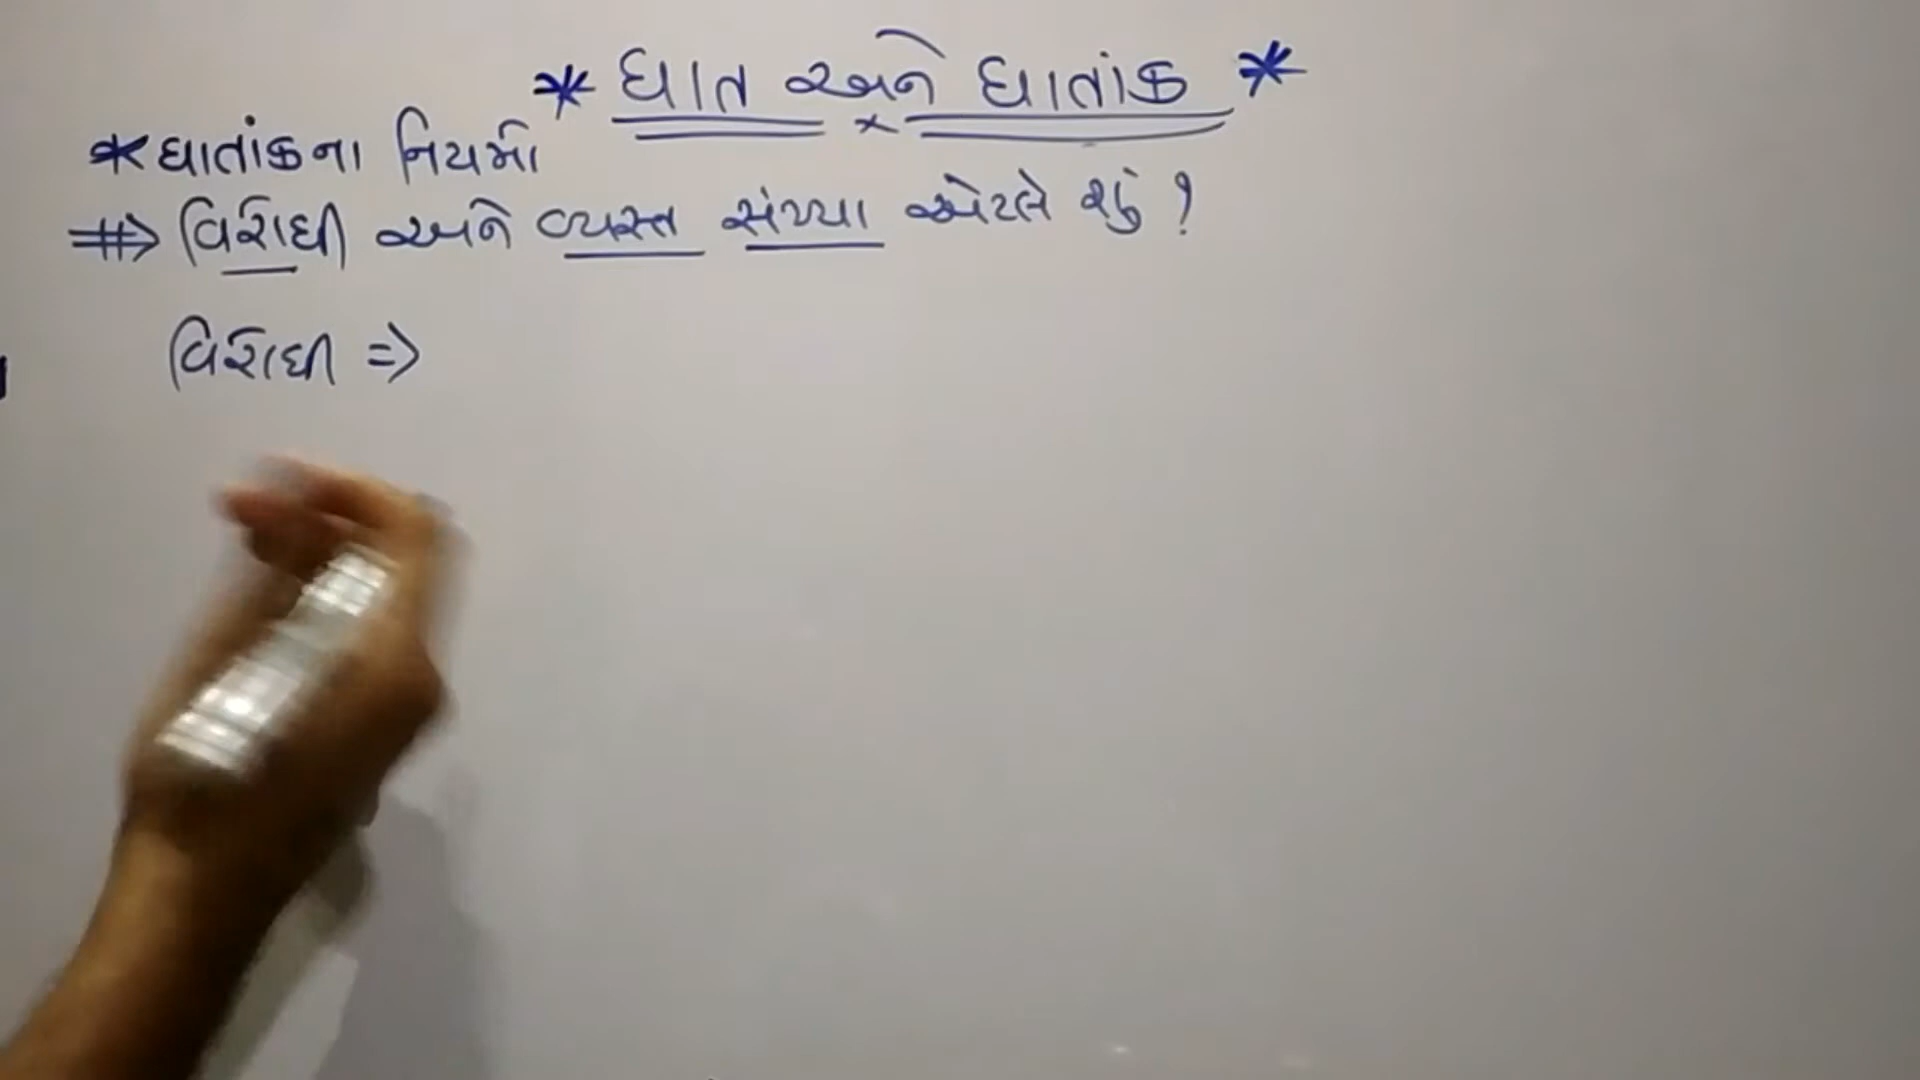 * ઘાત અને ઘાતાંક *
* ઘાતાંકના નિયમો
⇒ વિરોધી અને વ્યસ્ત સંખ્યા એટલે શું ?
વિરોધી ⇒